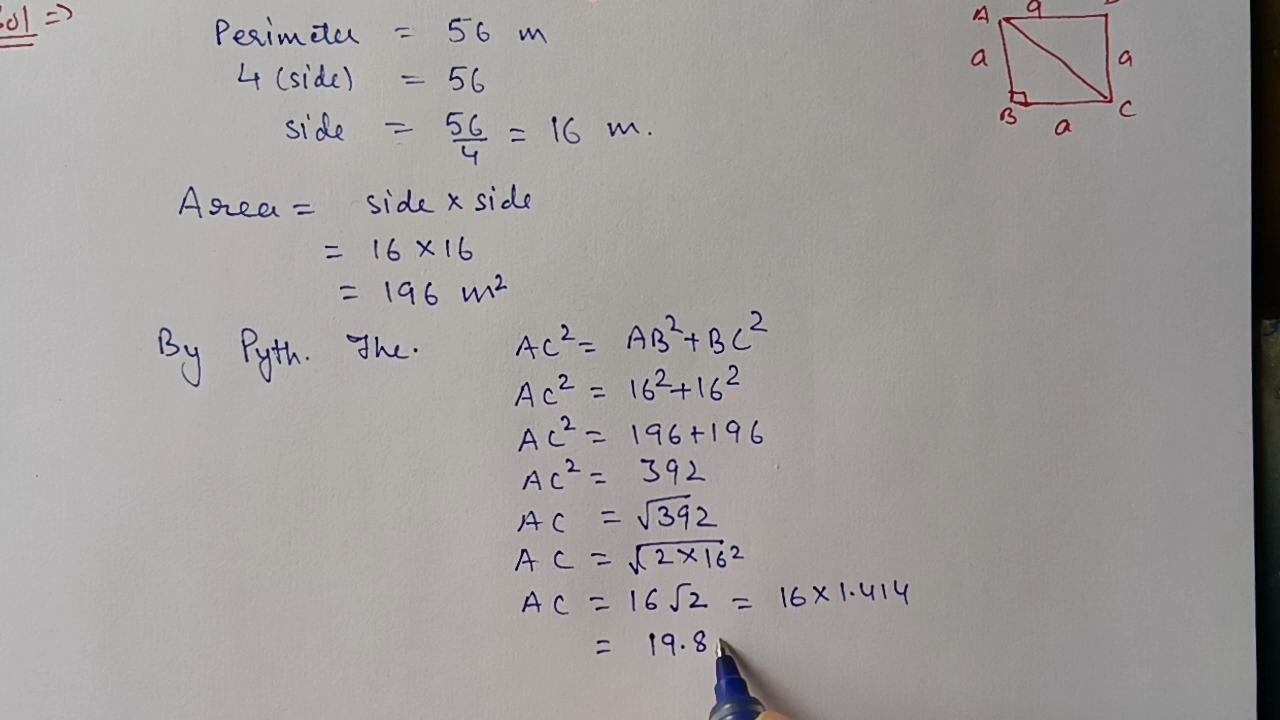 Sol =>
Perimeter = 56 m
4 (side) = 56
side = 56/4 = 16 m.
Area = side × side
= 16 × 16
= 196 m²
By Pyth. The.
AC² = AB² + BC²
AC² = 16² + 16²
AC² = 196 + 196
AC² = 392
AC = √392
AC = √2×16²
AC = 16√2 = 16 × 1.414
= 19.8
A
a
a
a
B
a
C